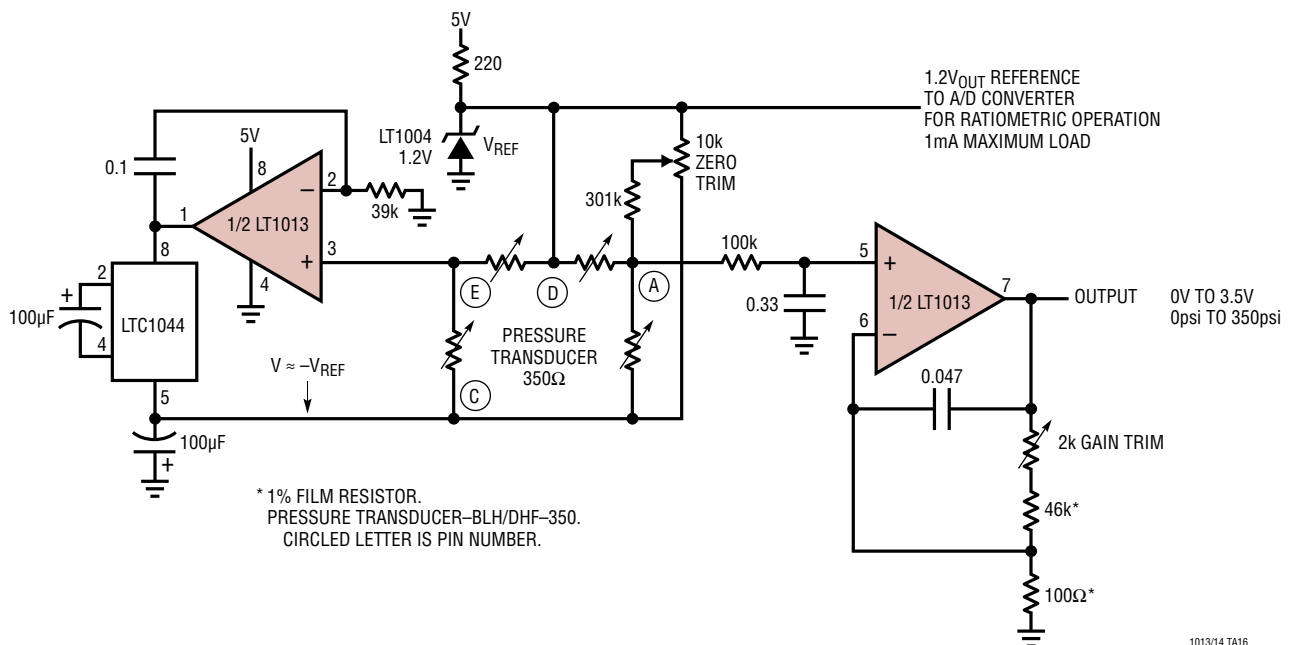 5V
220
1.2VOUT REFERENCE
TO A/D CONVERTER
FOR RATIOMETRIC OPERATION
1mA MAXIMUM LOAD
LT1004
1.2V
VREF
10k
ZERO
TRIM
5V
0.1
8
2
39k
301k
1
1/2 LT1013
3
8
4
100k
5
2
100µF
LTC1044
4
5
E
D
A
PRESSURE
TRANSDUCER
350Ω
0.33
1/2 LT1013
7
OUTPUT
0V TO 3.5V
0psi TO 350psi
6
V ≈ –VREF
C
0.047
100µF
2k GAIN TRIM
* 1% FILM RESISTOR.
PRESSURE TRANSDUCER–BLH/DHF–350.
CIRCLED LETTER IS PIN NUMBER.
46k*
100Ω*
1013/14 TA16